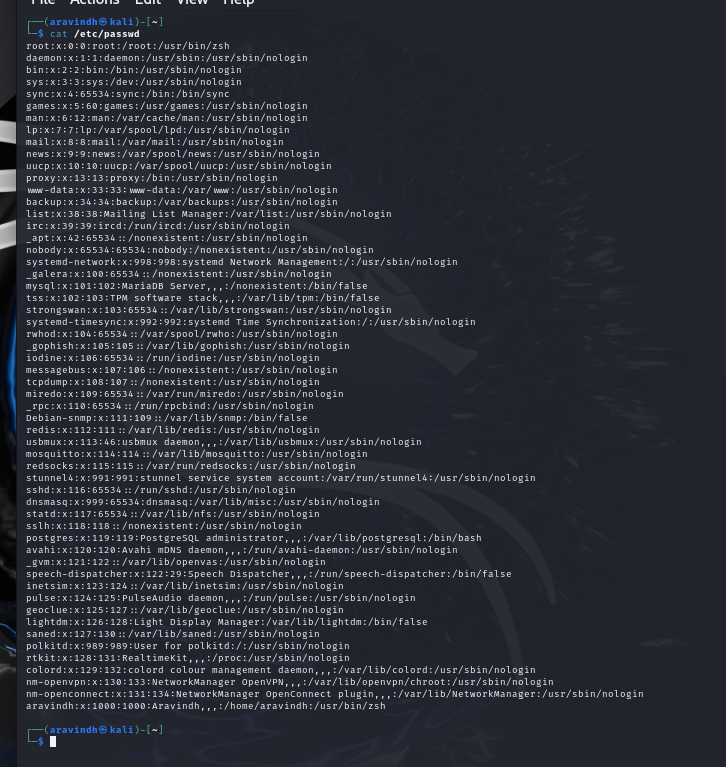 File Actions Edit View Help
┌──(aravindh㉿kali)-[~]
└─$ cat /etc/passwd
root:x:0:0:root:/root:/usr/bin/zsh
daemon:x:1:1:daemon:/usr/sbin:/usr/sbin/nologin
bin:x:2:2:bin:/bin:/usr/sbin/nologin
sys:x:3:3:sys:/dev:/usr/sbin/nologin
sync:x:4:65534:sync:/bin:/bin/sync
games:x:5:60:games:/usr/games:/usr/sbin/nologin
man:x:6:12:man:/var/cache/man:/usr/sbin/nologin
lp:x:7:7:lp:/var/spool/lpd:/usr/sbin/nologin
mail:x:8:8:mail:/var/mail:/usr/sbin/nologin
news:x:9:9:news:/var/spool/news:/usr/sbin/nologin
uucp:x:10:10:uucp:/var/spool/uucp:/usr/sbin/nologin
proxy:x:13:13:proxy:/bin:/usr/sbin/nologin
www-data:x:33:33:www-data:/var/www:/usr/sbin/nologin
backup:x:34:34:backup:/var/backups:/usr/sbin/nologin
list:x:38:38:Mailing List Manager:/var/list:/usr/sbin/nologin
irc:x:39:39:ircd:/run/ircd:/usr/sbin/nologin
_apt:x:42:65534::/nonexistent:/usr/sbin/nologin
nobody:x:65534:65534:nobody:/nonexistent:/usr/sbin/nologin
systemd-network:x:998:998:systemd Network Management:/:/usr/sbin/nologin
_galera:x:100:65534::/nonexistent:/usr/sbin/nologin
mysql:x:101:102:MariaDB Server,,,:/nonexistent:/bin/false
tss:x:102:103:TPM software stack,,,:/var/lib/tpm:/bin/false
strongswan:x:103:65534::/var/lib/strongswan:/usr/sbin/nologin
systemd-timesync:x:992:992:systemd Time Synchronization:/:/usr/sbin/nologin
rwhod:x:104:65534::/var/spool/rwho:/usr/sbin/nologin
_gophish:x:105:105::/var/lib/gophish:/usr/sbin/nologin
iodine:x:106:65534::/run/iodine:/usr/sbin/nologin
messagebus:x:107:106::/nonexistent:/usr/sbin/nologin
tcpdump:x:108:107::/nonexistent:/usr/sbin/nologin
miredo:x:109:65534::/var/run/miredo:/usr/sbin/nologin
_rpc:x:110:65534::/run/rpcbind:/usr/sbin/nologin
Debian-snmp:x:111:109::/var/lib/snmp:/bin/false
redis:x:112:111::/var/lib/redis:/usr/sbin/nologin
usbmux:x:113:46:usbmux daemon,,,:/var/lib/usbmux:/usr/sbin/nologin
mosquitto:x:114:114::/var/lib/mosquitto:/usr/sbin/nologin
redsocks:x:115:115::/var/run/redsocks:/usr/sbin/nologin
stunnel4:x:991:991:stunnel service system account:/var/run/stunnel4:/usr/sbin/nologin
sshd:x:116:65534::/run/sshd:/usr/sbin/nologin
dnsmasq:x:999:65534:dnsmasq:/var/lib/misc:/usr/sbin/nologin
statd:x:117:65534::/var/lib/nfs:/usr/sbin/nologin
sslh:x:118:118::/nonexistent:/usr/sbin/nologin
postgres:x:119:119:PostgreSQL administrator,,,:/var/lib/postgresql:/bin/bash
avahi:x:120:120:Avahi mDNS daemon,,,:/run/avahi-daemon:/usr/sbin/nologin
_gvm:x:121:122::/var/lib/openvas:/usr/sbin/nologin
speech-dispatcher:x:122:29:Speech Dispatcher,,,:/run/speech-dispatcher:/bin/false
inetsim:x:123:124::/var/lib/inetsim:/usr/sbin/nologin
pulse:x:124:125:PulseAudio daemon,,,:/run/pulse:/usr/sbin/nologin
geoclue:x:125:127::/var/lib/geoclue:/usr/sbin/nologin
lightdm:x:126:128:Light Display Manager:/var/lib/lightdm:/bin/false
saned:x:127:130::/var/lib/saned:/usr/sbin/nologin
polkitd:x:989:989:User for polkitd:/:/usr/sbin/nologin
rtkit:x:128:131:RealtimeKit,,,:/proc:/usr/sbin/nologin
colord:x:129:132:colord colour management daemon,,,:/var/lib/colord:/usr/sbin/nologin
nm-openvpn:x:130:133:NetworkManager OpenVPN,,,:/var/lib/openvpn/chroot:/usr/sbin/nologin
nm-openconnect:x:131:134:NetworkManager OpenConnect plugin,,,:/var/lib/NetworkManager:/usr/sbin/nologin
aravindh:x:1000:1000:Aravindh,,,:/home/aravindh:/usr/bin/zsh
┌──(aravindh㉿kali)-[~]
└─$